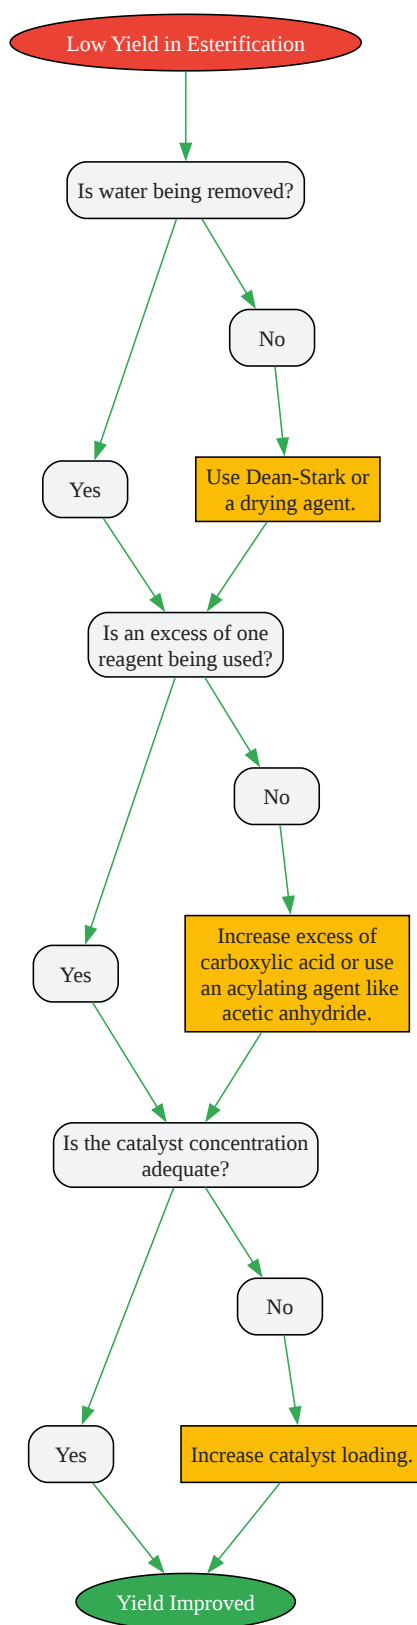 Low Yield in Esterification
Is water being removed?
No
Yes
Use Dean-Stark or
a drying agent.
Is an excess of one
reagent being used?
No
Yes
Increase excess of
carboxylic acid or use
an acylating agent like
acetic anhydride.
Is the catalyst concentration
adequate?
No
Yes
Increase catalyst loading.
Yield Improved